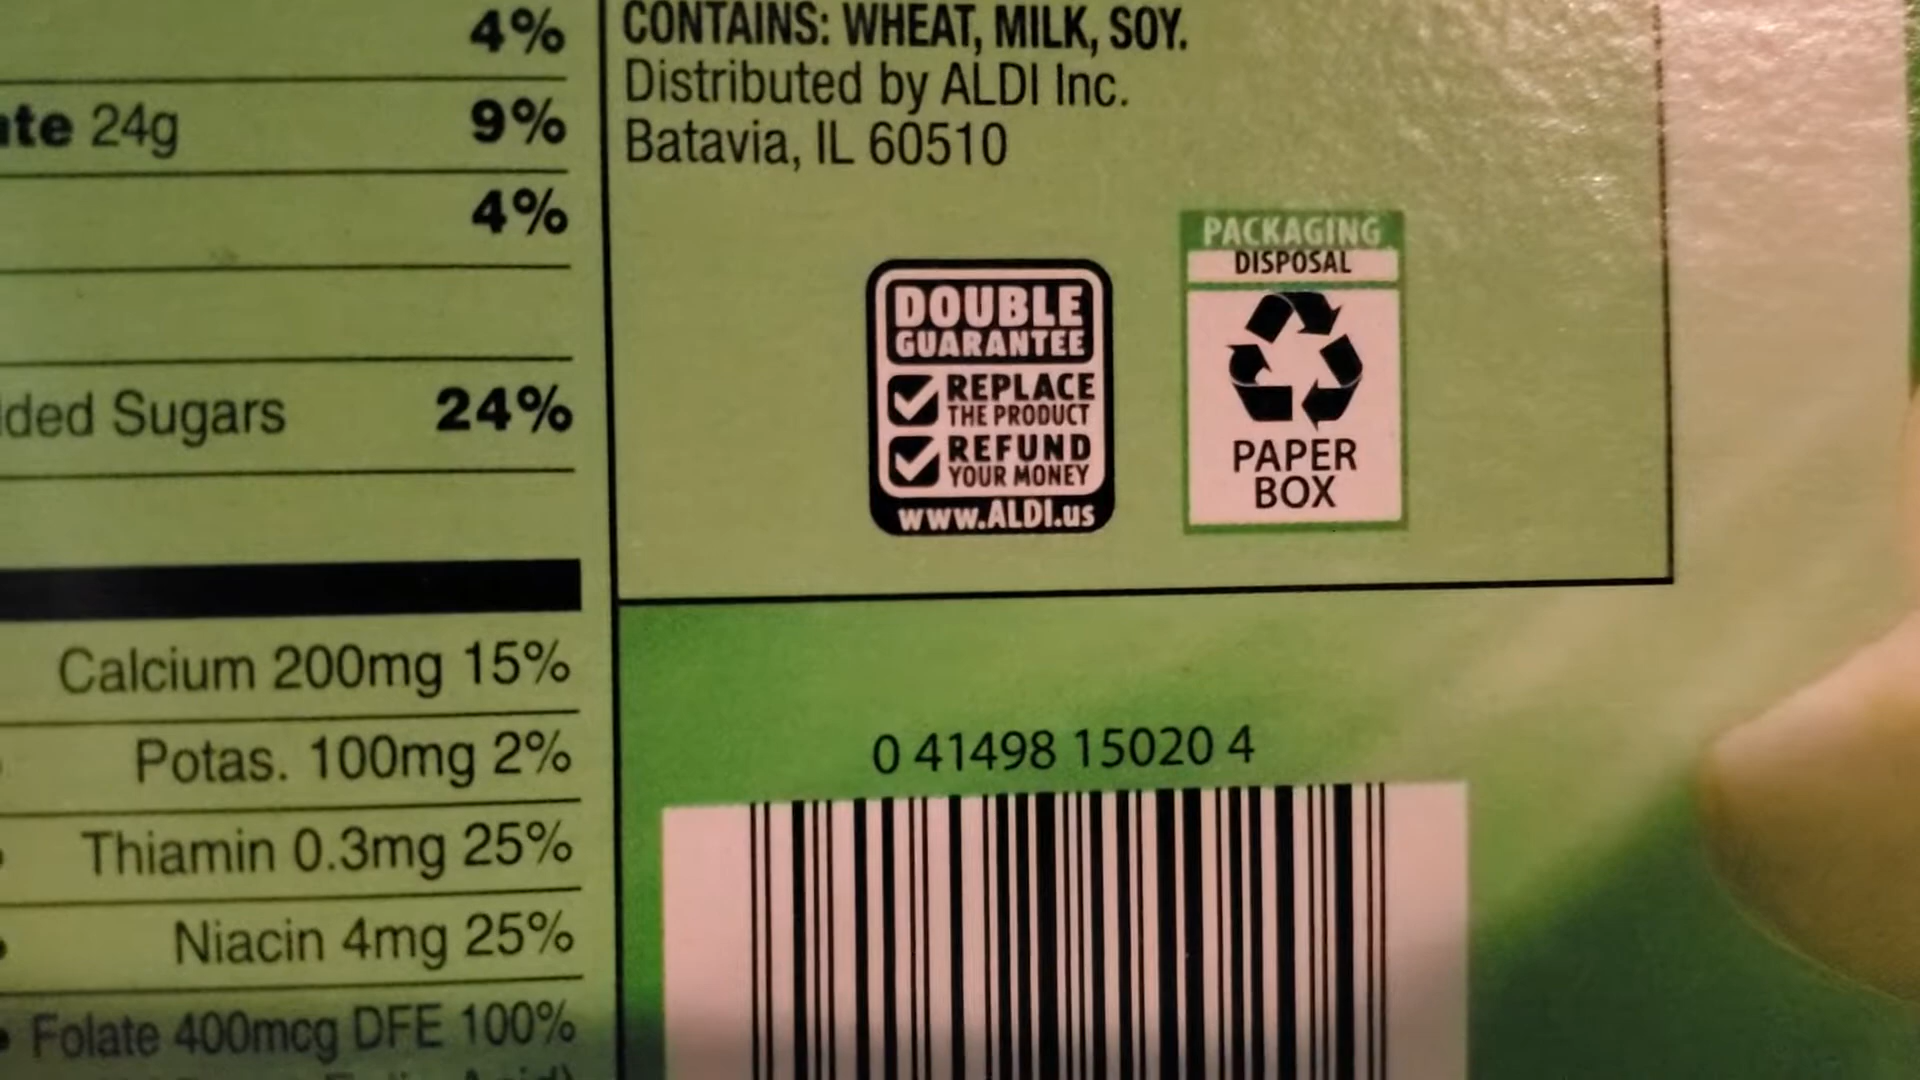 4%
ate 24g 9%
4%
dded Sugars 24%
Calcium 200mg 15%
Potas. 100mg 2%
Thiamin 0.3mg 25%
Niacin 4mg 25%
Folate 400mcg DFE 100%
CONTAINS: WHEAT, MILK, SOY.
Distributed by ALDI Inc.
Batavia, IL 60510
DOUBLE
GUARANTEE
REPLACE
THE PRODUCT
REFUND
YOUR MONEY
www.ALDI.us
PACKAGING
DISPOSAL
PAPER
BOX
0 41498 15020 4